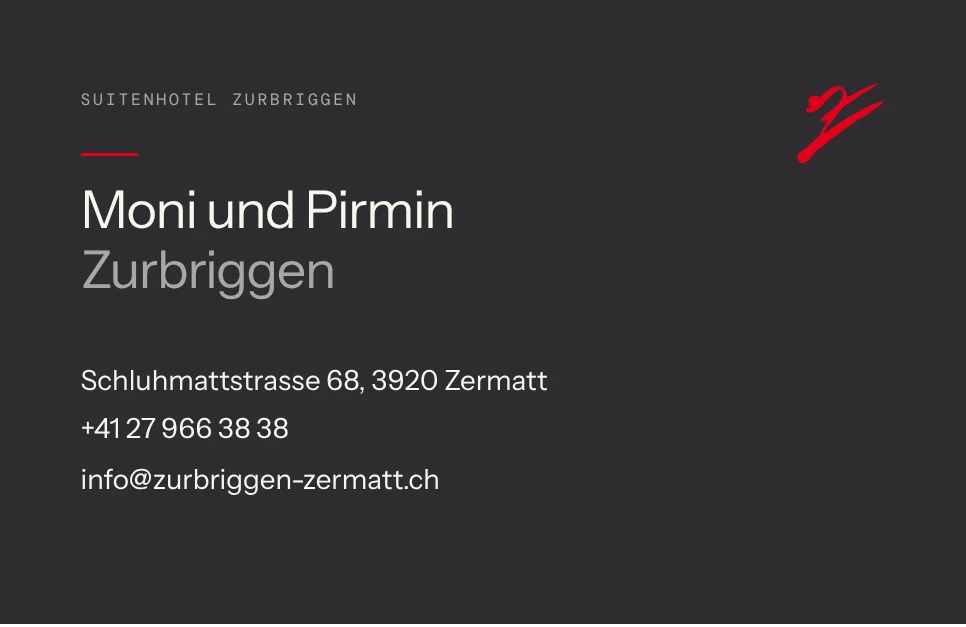 SUITENHOTEL ZURBRIGGEN
Moni und Pirmin
Zurbriggen
Schluhmattstrasse 68, 3920 Zermatt
+41 27 966 38 38
info@zurbriggen-zermatt.ch